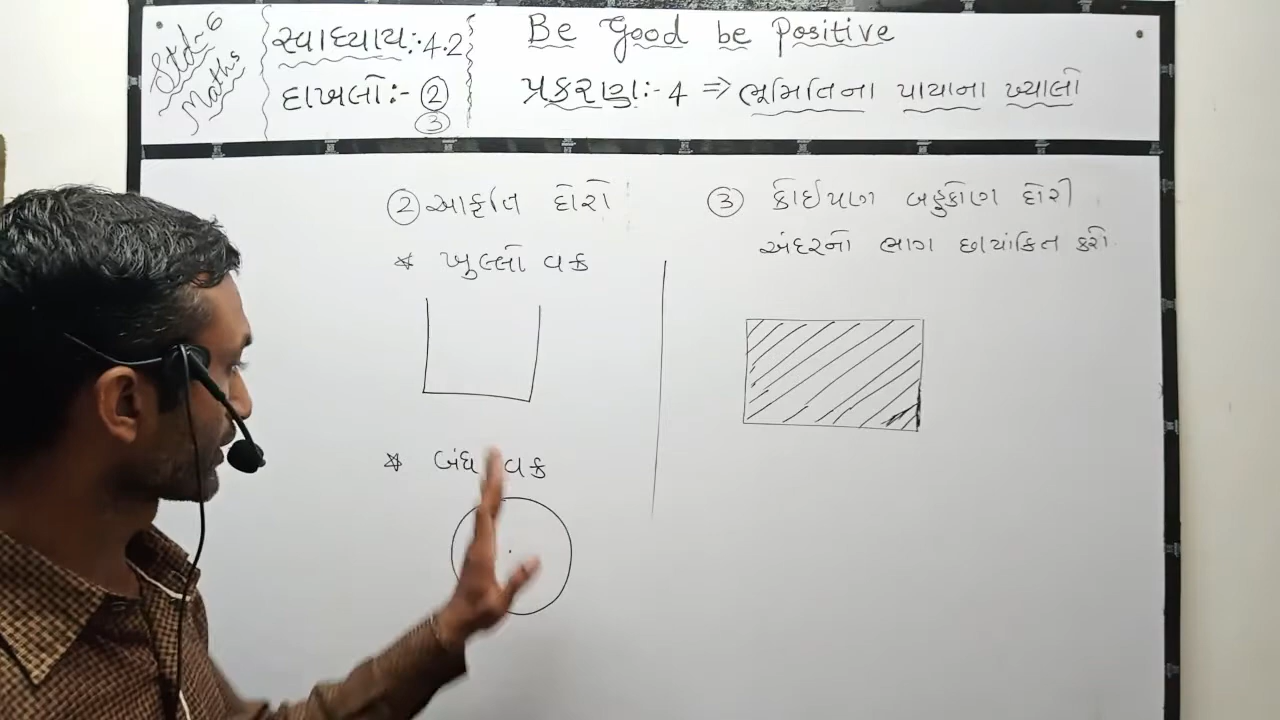 Std-6
Maths
સ્વાધ્યાય:- 4.2
દાખલો:- ②
③
Be Good be Positive
પ્રકરણ:- 4 ⇒ ભૂમિતિના પાયાના ખ્યાલો
② આકૃતિ દોરો
* ખુલ્લો વક્ર
* બંધ વક્ર
③ કોઈપણ બહુકોણ દોરી
અંદરનો ભાગ છાયાંકિત કરો.